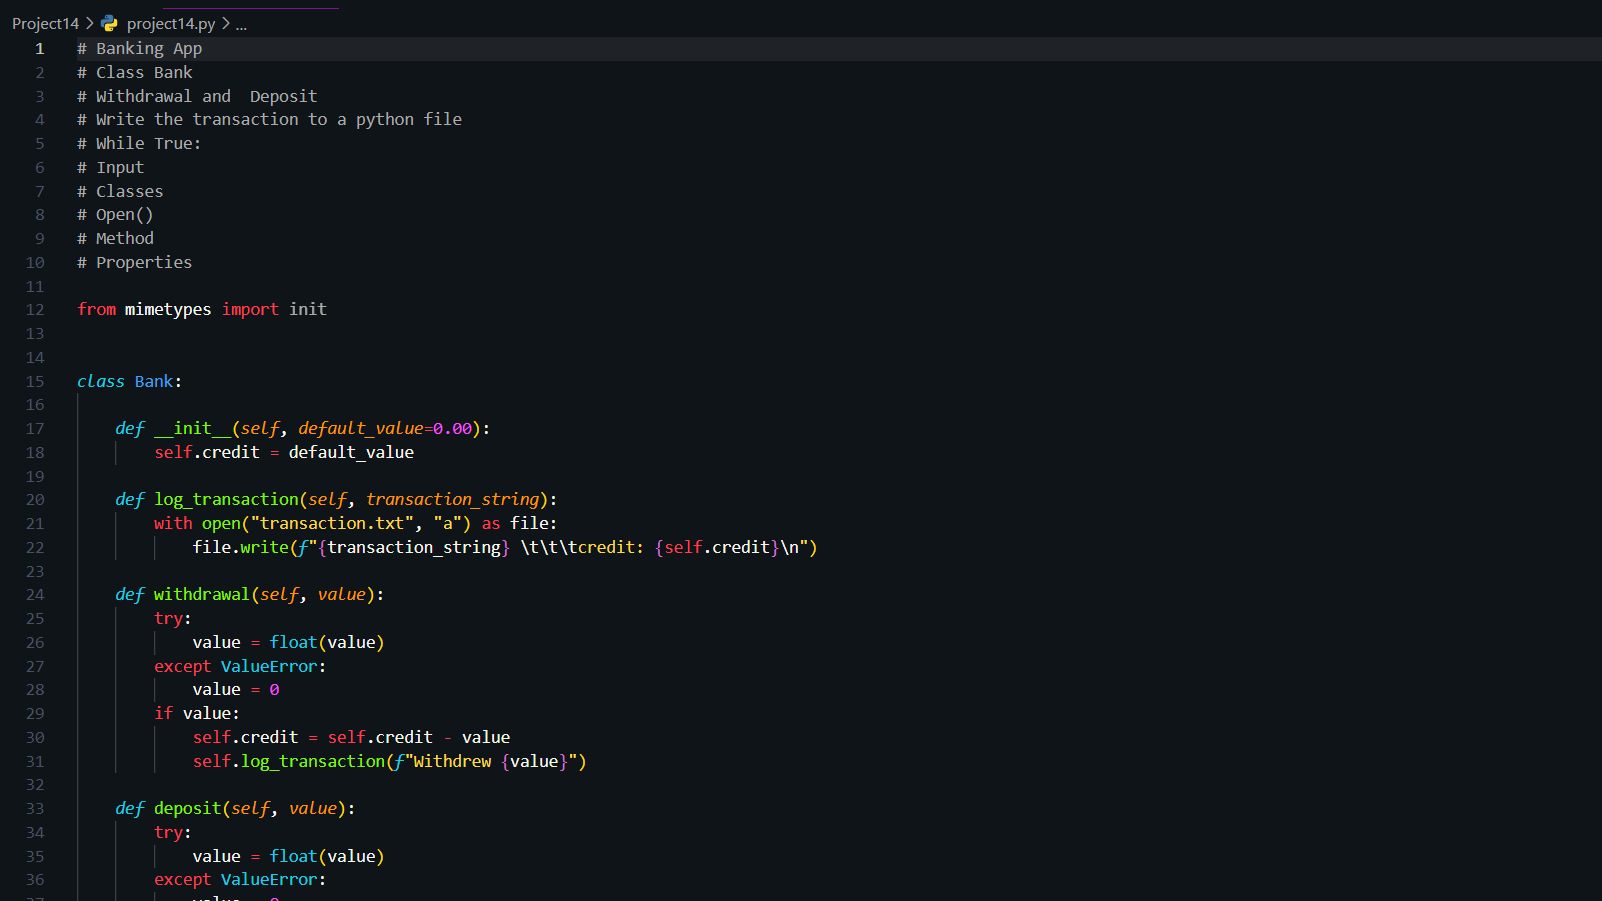 Project14 > project14.py > ...
1 # Banking App
2 # Class Bank
3 # Withdrawal and  Deposit
4 # Write the transaction to a python file
5 # While True:
6 # Input
7 # Classes
8 # Open()
9 # Method
10 # Properties
11
12 from mimetypes import init
13
14
15 class Bank:
16
17     def __init__(self, default_value=0.00):
18         self.credit = default_value
19
20     def log_transaction(self, transaction_string):
21         with open("transaction.txt", "a") as file:
22             file.write(f"{transaction_string} \t\t\tcredit: {self.credit}\n")
23
24     def withdrawal(self, value):
25         try:
26             value = float(value)
27         except ValueError:
28             value = 0
29         if value:
30             self.credit = self.credit - value
31             self.log_transaction(f"Withdrew {value}")
32
33     def deposit(self, value):
34         try:
35             value = float(value)
36         except ValueError: